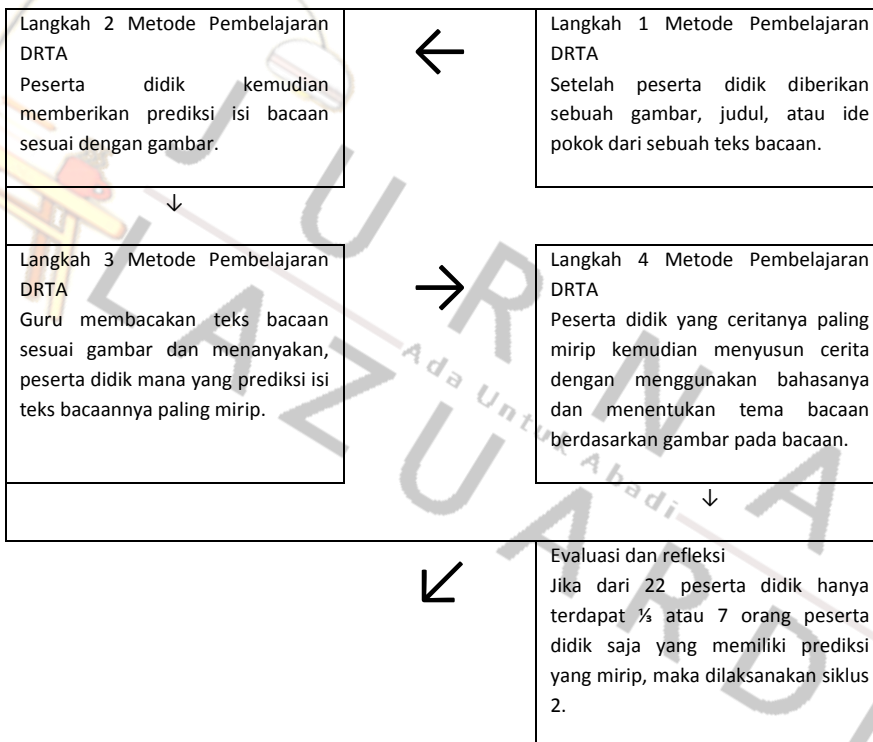 Langkah 2 Metode Pembelajaran
DRTA
Peserta didik kemudian
memberikan prediksi isi bacaan
sesuai dengan gambar.
←
Langkah 1 Metode Pembelajaran
DRTA
Setelah peserta didik diberikan
sebuah gambar, judul, atau ide
pokok dari sebuah teks bacaan.
↓
Langkah 3 Metode Pembelajaran
DRTA
Guru membacakan teks bacaan
sesuai gambar dan menanyakan,
peserta didik mana yang prediksi isi
teks bacaannya paling mirip.
→
Langkah 4 Metode Pembelajaran
DRTA
Peserta didik yang ceritanya paling
mirip kemudian menyusun cerita
dengan menggunakan bahasanya
dan menentukan tema bacaan
berdasarkan gambar pada bacaan.
↓
↙
Evaluasi dan refleksi
Jika dari 22 peserta didik hanya
terdapat ⅓ atau 7 orang peserta
didik saja yang memiliki prediksi
yang mirip, maka dilaksanakan siklus
2.
JURNA
Ada Untuk Abadi
LAZUARDI